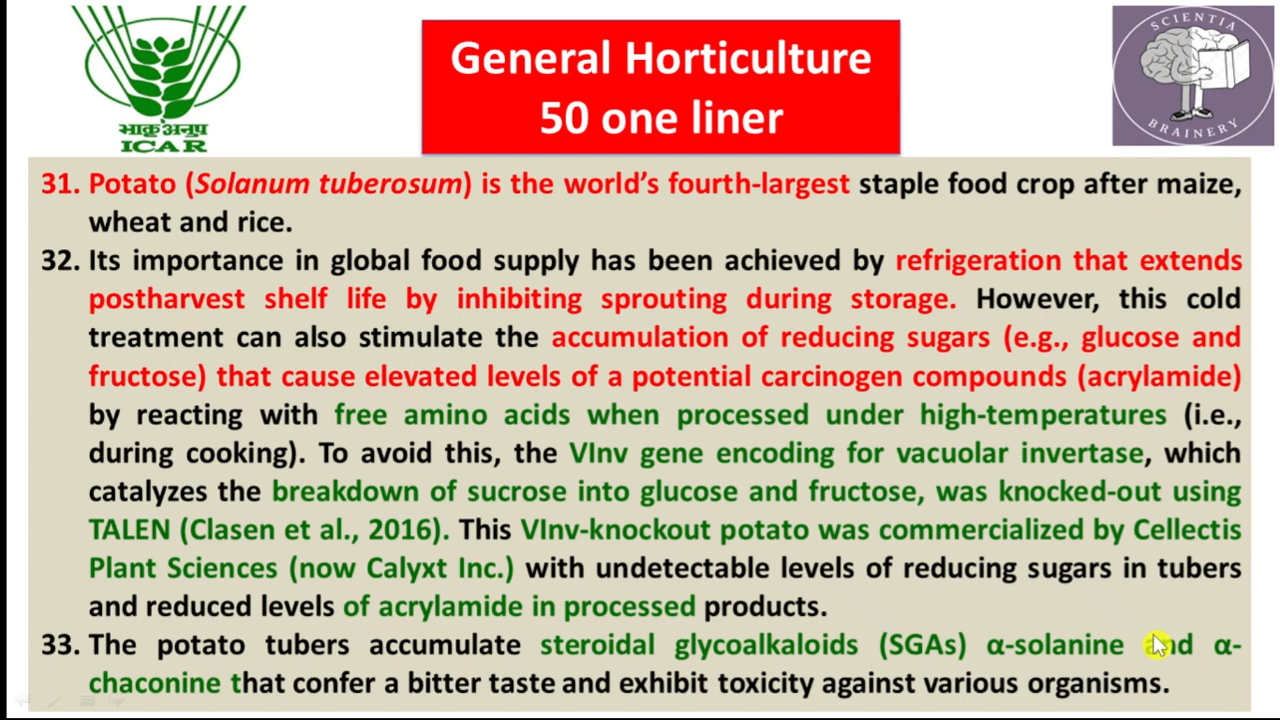 भाकृअनुप
ICAR
General Horticulture
50 one liner
SCIENTIA
BRAINERY
31. Potato (Solanum tuberosum) is the world's fourth-largest staple food crop after maize,
wheat and rice.
32. Its importance in global food supply has been achieved by refrigeration that extends
postharvest shelf life by inhibiting sprouting during storage. However, this cold
treatment can also stimulate the accumulation of reducing sugars (e.g., glucose and
fructose) that cause elevated levels of a potential carcinogen compounds (acrylamide)
by reacting with free amino acids when processed under high-temperatures (i.e.,
during cooking). To avoid this, the VInv gene encoding for vacuolar invertase, which
catalyzes the breakdown of sucrose into glucose and fructose, was knocked-out using
TALEN (Clasen et al., 2016). This VInv-knockout potato was commercialized by Cellectis
Plant Sciences (now Calyxt Inc.) with undetectable levels of reducing sugars in tubers
and reduced levels of acrylamide in processed products.
33. The potato tubers accumulate steroidal glycoalkaloids (SGAs) α-solanine and α-
chaconine that confer a bitter taste and exhibit toxicity against various organisms.